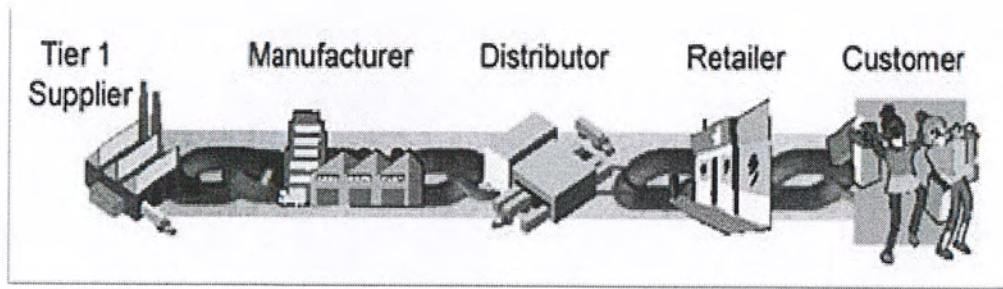 Tier 1
Supplier
Manufacturer
Distributor
Retailer
Customer